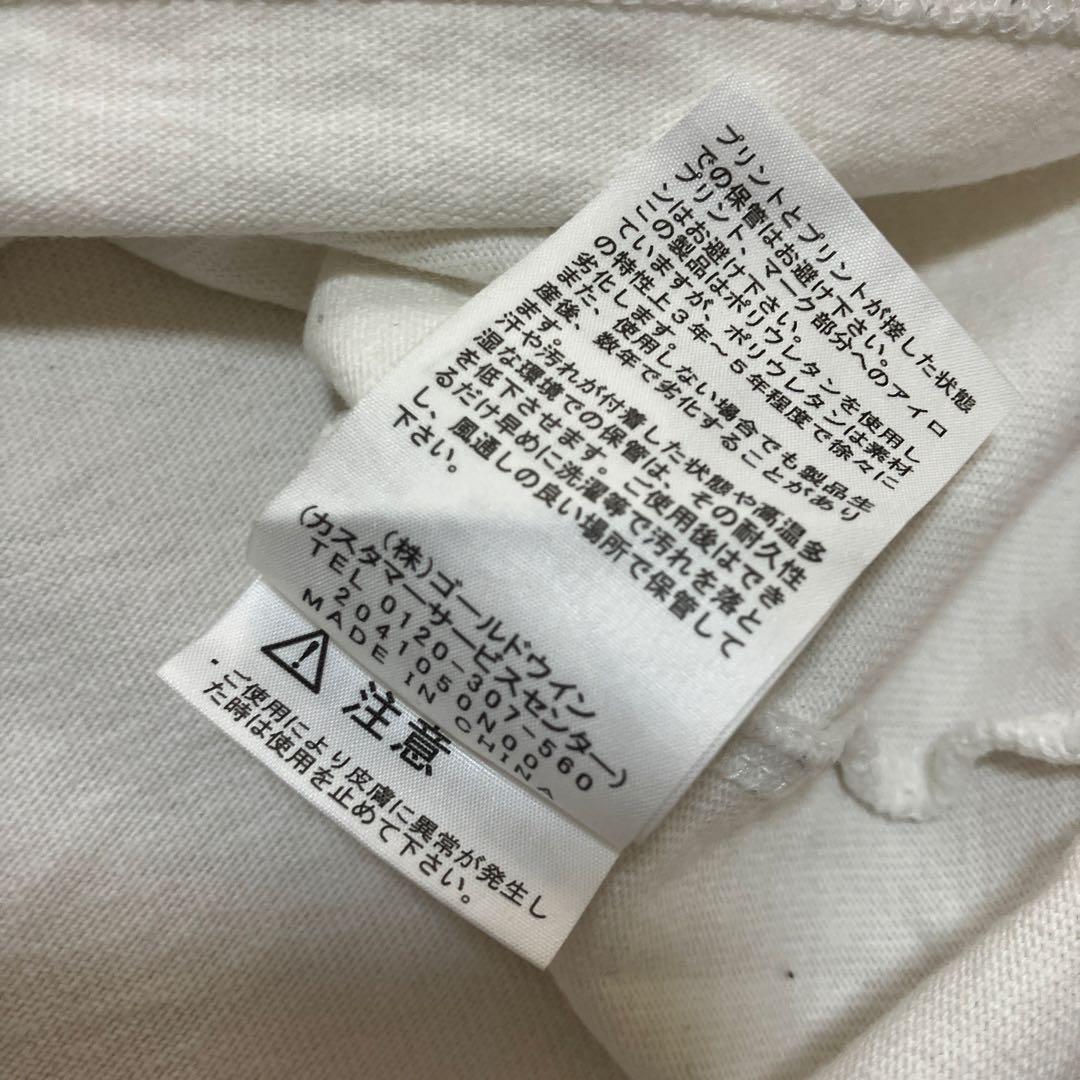 プリントとプリントが接した状態
での保管はお避け下さい。
プリント、マーク部分へのアイロ
ンはお避け下さい。
この製品はポリウレタンを使用し
ていますが、ポリウレタンは素材
の特性上3年～5年程度で徐々に
劣化します。使用しない場合でも製品生
産後、数年で劣化することがあり
ます。
また、汗や汚れが付着した状態や高温多
湿な環境での保管は、その耐久性
を低下させます。ご使用後はでき
るだけ早めに洗濯等で汚れを落と
し、風通しの良い場所で保管して
下さい。
(株)ゴールドウイン
(カスタマーサービスセンター)
TEL 0120-307-560
2041050N00
MADE IN CHINA
注意
・ご使用により皮膚に異常が発生し
た時は使用を止めて下さい。